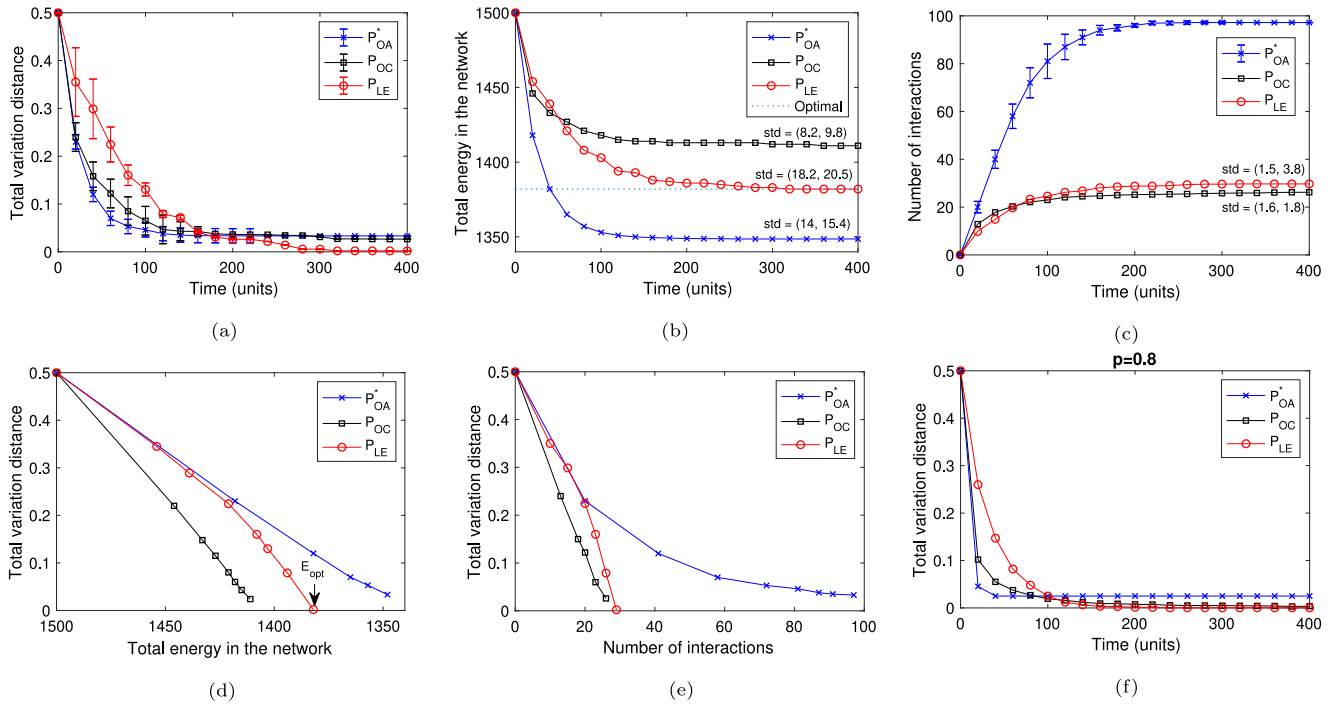 Total variation distance
0.5
0.4
0.3
0.2
0.1
0
0 100 200 300 400
Time (units)
P*OA
POC
PLE
(a)
Total energy in the network
1500
1450
1400
1350
0 100 200 300 400
Time (units)
P*OA
POC
PLE
Optimal
std = (8.2, 9.8)
std = (18.2, 20.5)
std = (14, 15.4)
(b)
Number of interactions
100
80
60
40
20
0
0 100 200 300 400
Time (units)
P*OA
POC
PLE
std = (1.5, 3.8)
std = (1.6, 1.8)
(c)
Total variation distance
0.5
0.4
0.3
0.2
0.1
0
1500 1450 1400 1350
Total energy in the network
P*OA
POC
PLE
Eopt
(d)
Total variation distance
0.5
0.4
0.3
0.2
0.1
0
0 20 40 60 80 100
Number of interactions
P*OA
POC
PLE
(e)
p=0.8
Total variation distance
0.5
0.4
0.3
0.2
0.1
0
0 100 200 300 400
Time (units)
P*OA
POC
PLE
(f)